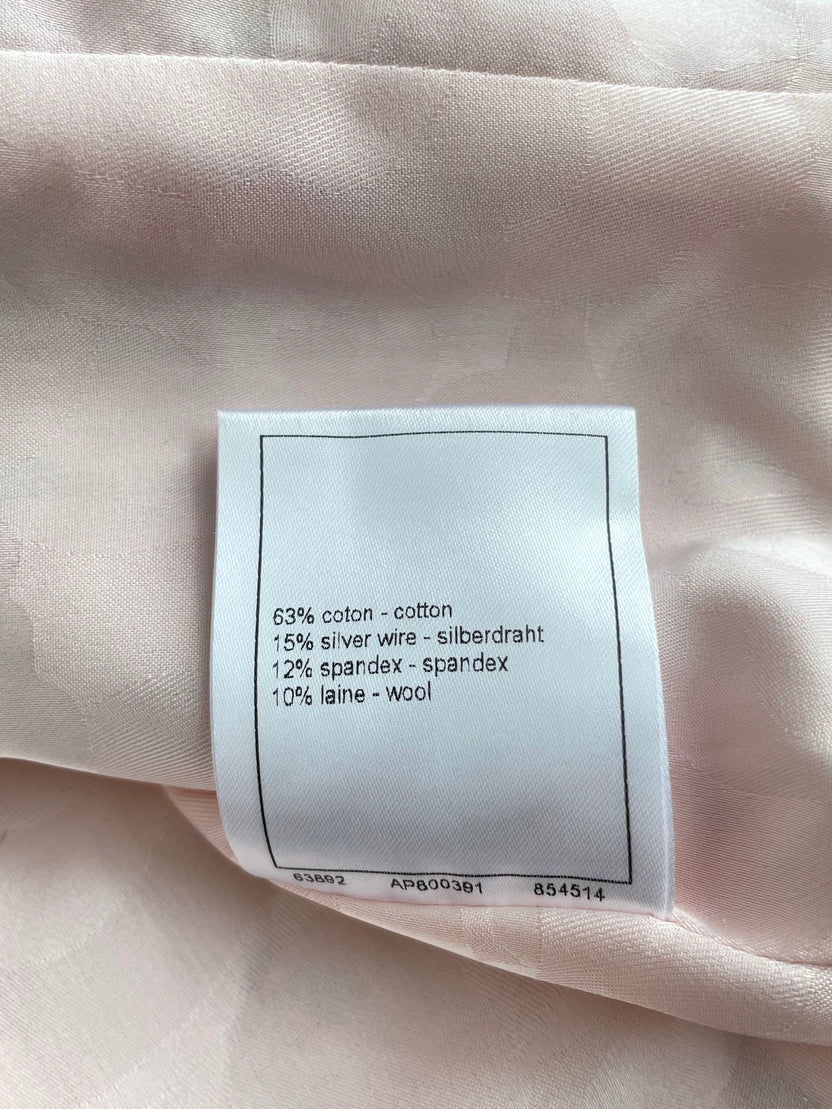 63% coton - cotton
15% silver wire - silberdraht
12% spandex - spandex
10% laine - wool
63892 AP800391 854514